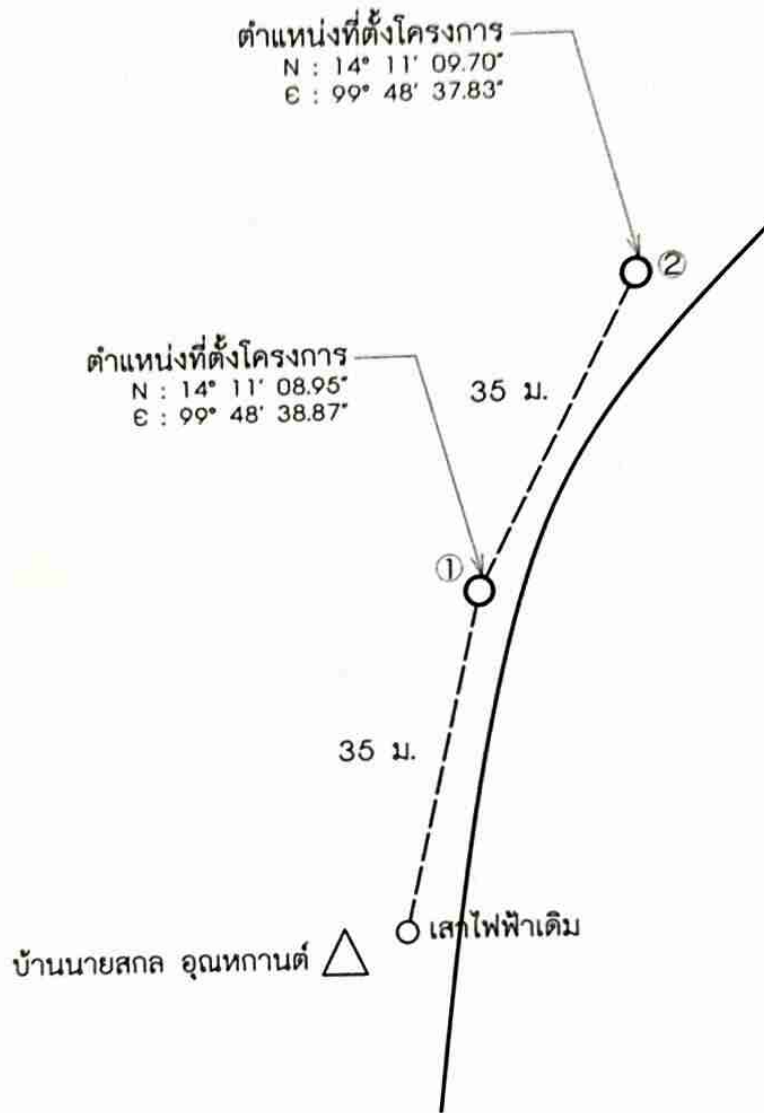 ตำแหน่งที่ตั้งโครงการ
N : 14° 11' 09.70"
E : 99° 48' 37.83"
②
ตำแหน่งที่ตั้งโครงการ
N : 14° 11' 08.95"
E : 99° 48' 38.87"
35 ม.
①
35 ม.
เสาไฟฟ้าเดิม
บ้านนายสกล อุณหกานต์